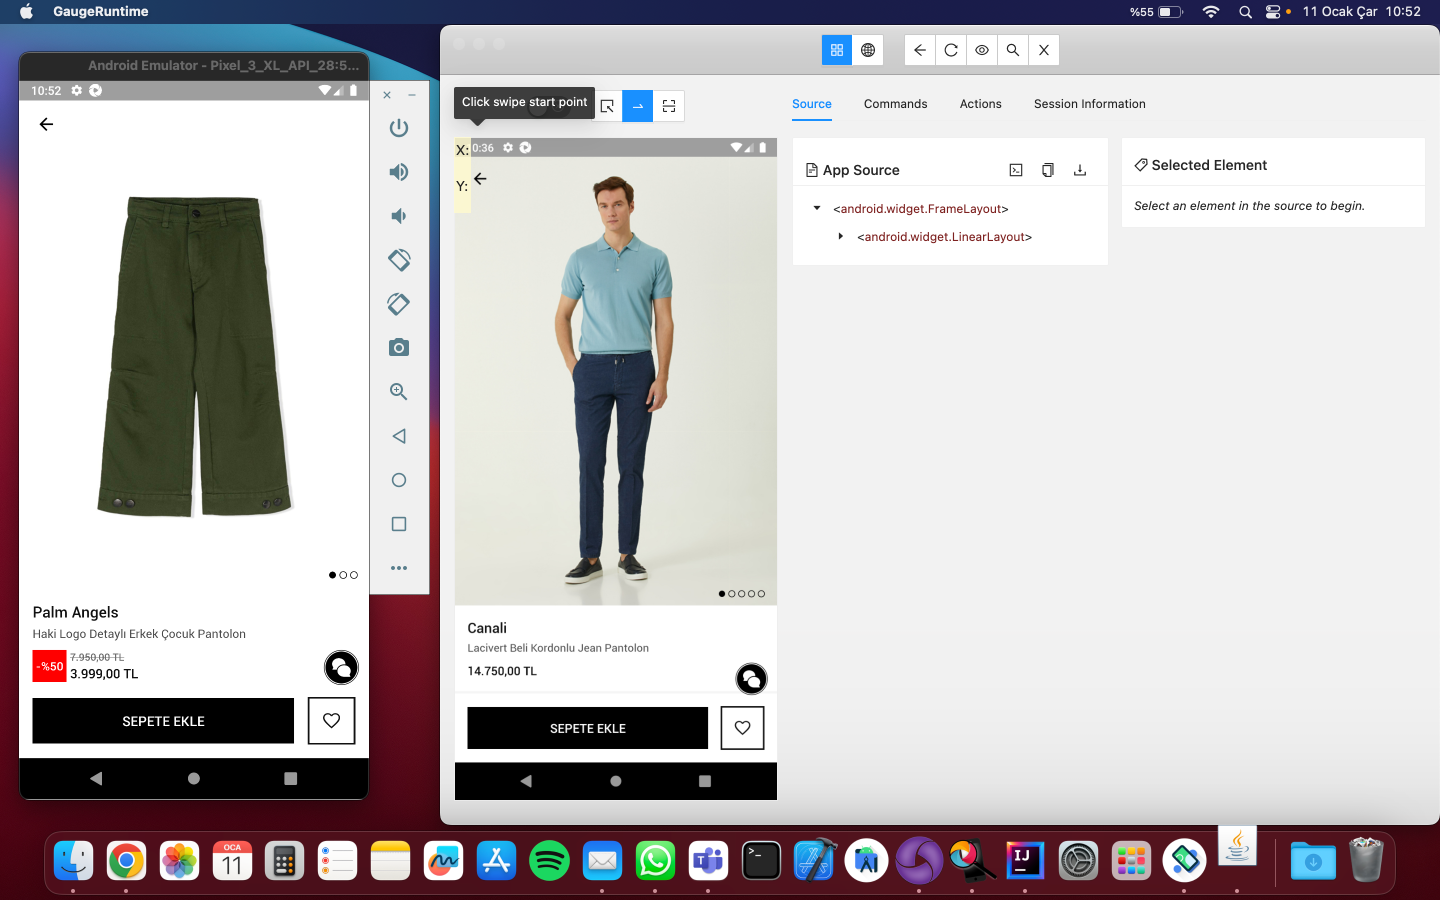 GaugeRuntime
%55
11 Ocak Çar 10:52
Android Emulator - Pixel_3_XL_API_28:5...
10:52
Palm Angels
Haki Logo Detaylı Erkek Çocuk Pantolon
-%50
7.950,00 TL
3.999,00 TL
SEPETE EKLE
Click swipe start point
X:
0:36
Y:
Canali
Lacivert Beli Kordonlu Jean Pantolon
14.750,00 TL
SEPETE EKLE
Source
Commands
Actions
Session Information
App Source
<android.widget.FrameLayout>
<android.widget.LinearLayout>
Selected Element
Select an element in the source to begin.
OCA
11
IJ